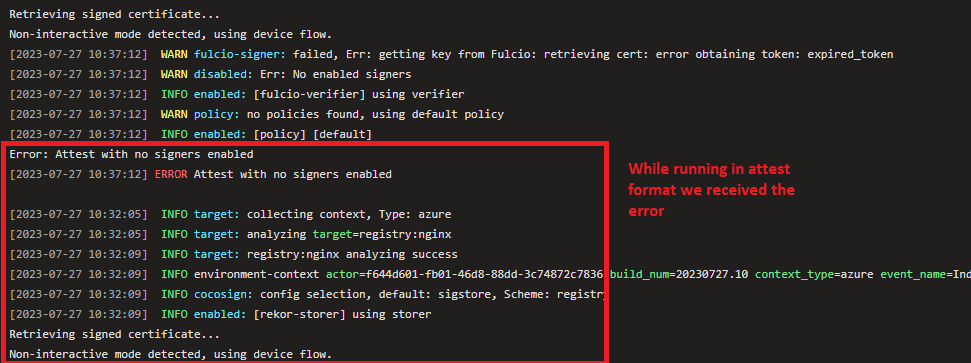 Retrieving signed certificate...
Non-interactive mode detected, using device flow.
[2023-07-27 10:37:12]  WARN fulcio-signer: failed, Err: getting key from Fulcio: retrieving cert: error obtaining token: expired_token
[2023-07-27 10:37:12]  WARN disabled: Err: No enabled signers
[2023-07-27 10:37:12]  INFO enabled: [fulcio-verifier] using verifier
[2023-07-27 10:37:12]  WARN policy: no policies found, using default policy
[2023-07-27 10:37:12]  INFO enabled: [policy] [default]
Error: Attest with no signers enabled
[2023-07-27 10:37:12] ERROR Attest with no signers enabled
While running in attest
format we received the
error
[2023-07-27 10:32:05]  INFO target: collecting context, Type: azure
[2023-07-27 10:32:05]  INFO target: analyzing target=registry:nginx
[2023-07-27 10:32:09]  INFO target: registry:nginx analyzing success
[2023-07-27 10:32:09]  INFO environment-context actor=f644d601-fb01-46d8-88dd-3c74872c7836 build_num=20230727.10 context_type=azure event_name=Ind
[2023-07-27 10:32:09]  INFO cocosign: config selection, default: sigstore, Scheme: registry
[2023-07-27 10:32:09]  INFO enabled: [rekor-storer] using storer
Retrieving signed certificate...
Non-interactive mode detected, using device flow.